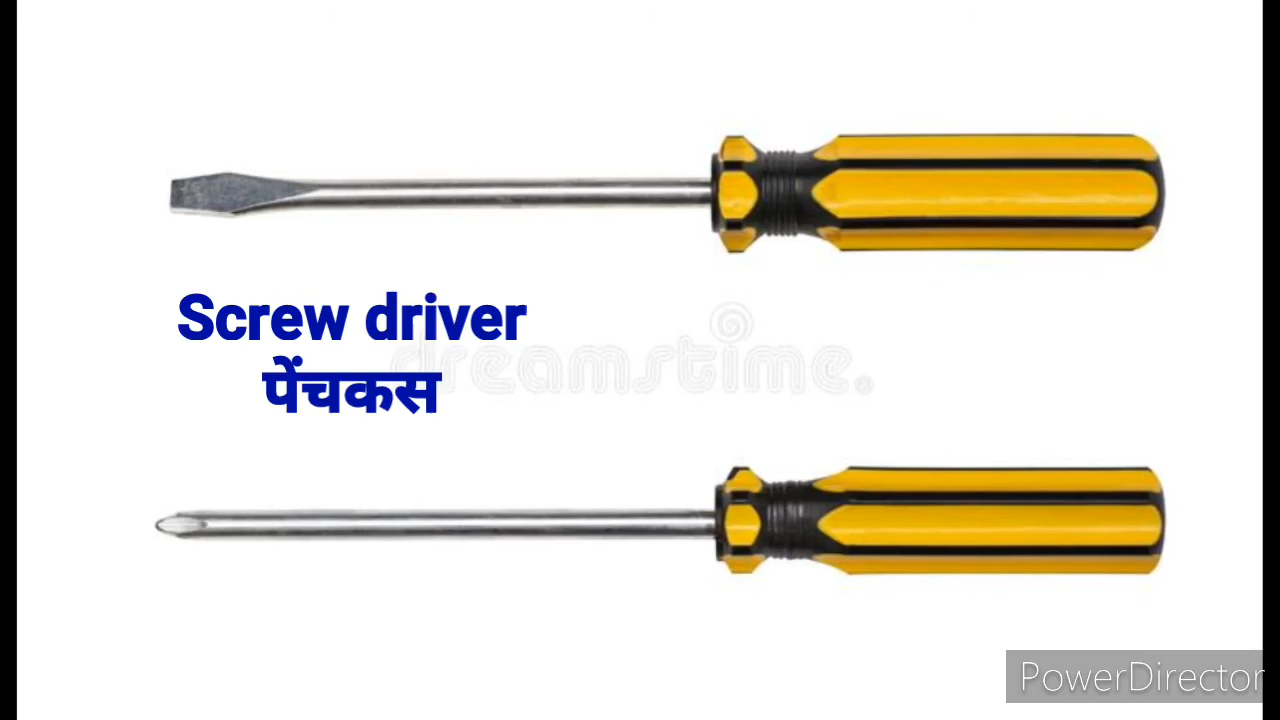 Screw driver
पेंचकस
dreamstime.
PowerDirector